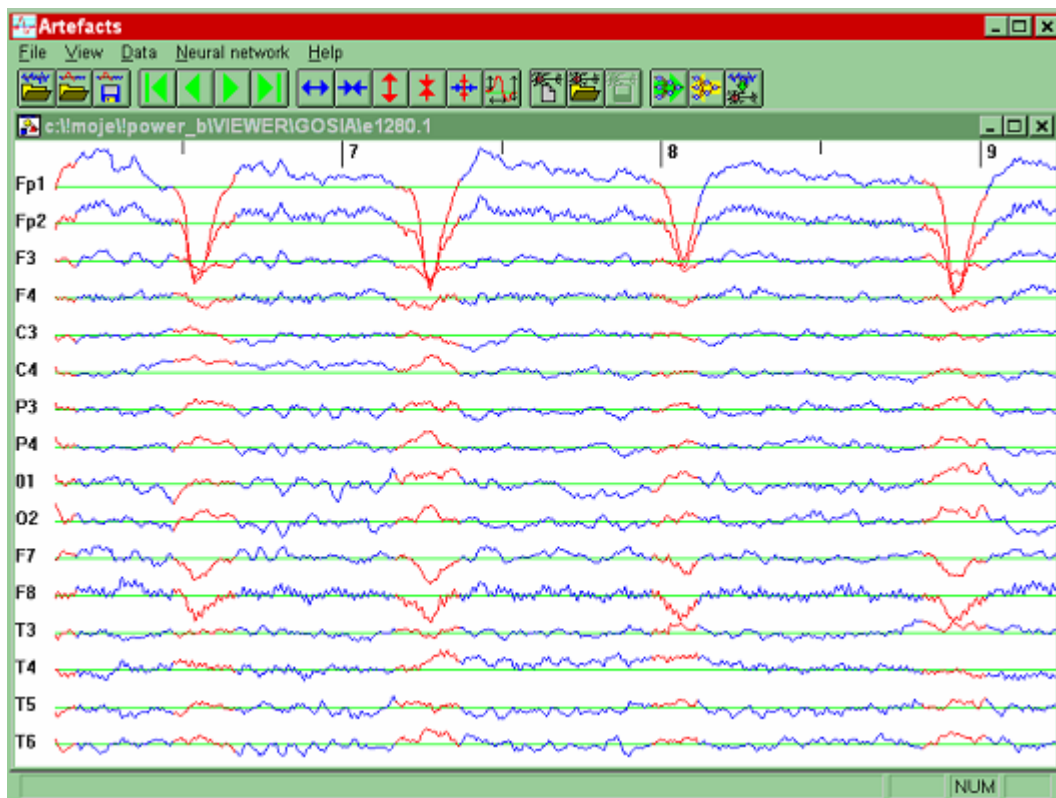 Artefacts
File View Data Neural network Help
c:\!moje\!power_b\VIEWER\GOSIA\e1280.1
7 8 9
Fp1
Fp2
F3
F4
C3
C4
P3
P4
O1
O2
F7
F8
T3
T4
T5
T6
NUM